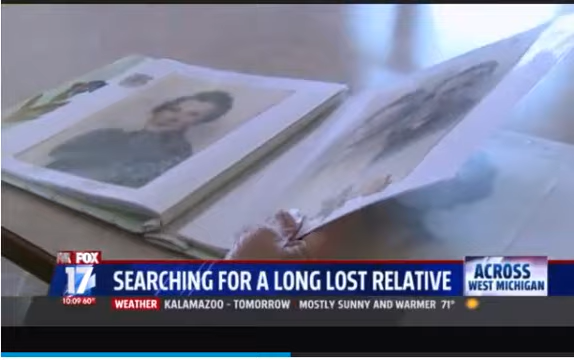 FOX
17
10:09 60°
SEARCHING FOR A LONG LOST RELATIVE
ACROSS
WEST MICHIGAN
WEATHER KALAMAZOO - TOMORROW MOSTLY SUNNY AND WARMER 71°